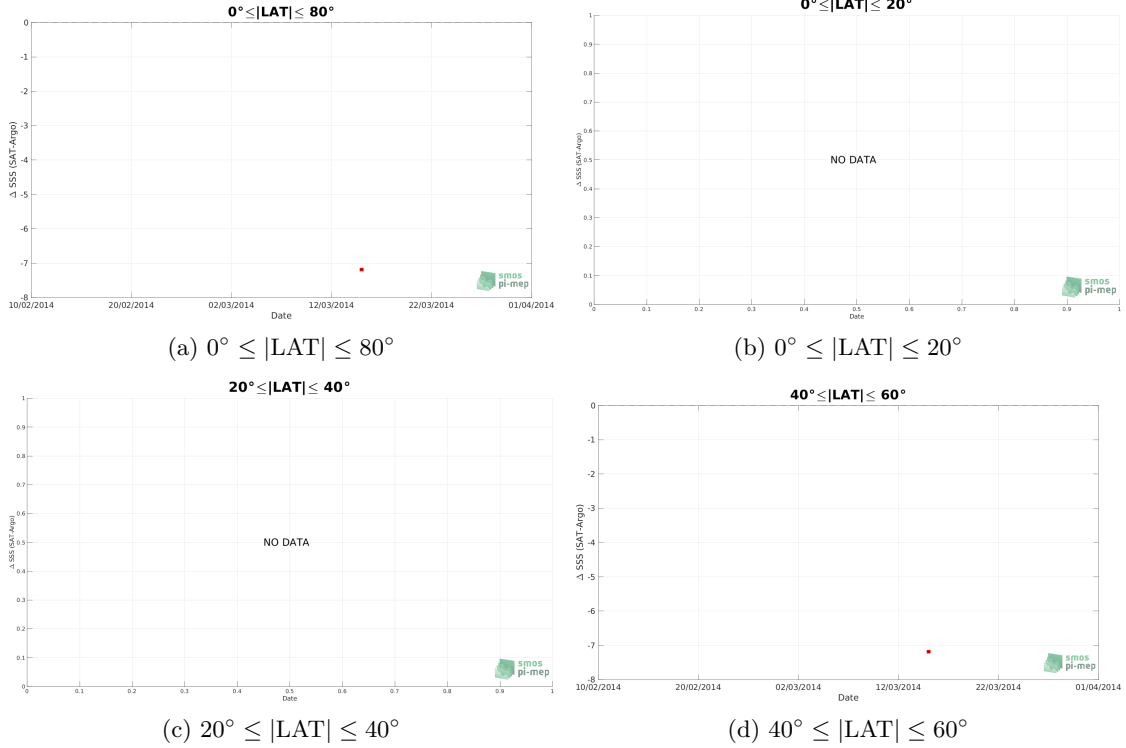 0°≤|LAT|≤ 80°
0
-1
-2
-3
-4
-5
-6
-7
-8
Δ SSS (SAT-Argo)
10/02/2014 20/02/2014 02/03/2014 12/03/2014 22/03/2014 01/04/2014
Date
smos
pi-mep
(a) 0° ≤ |LAT| ≤ 80°
0°≤|LAT|≤ 20°
1
0.9
0.8
0.7
0.6
0.5
0.4
0.3
0.2
0.1
0
Δ SSS (SAT-Argo)
NO DATA
0 0.1 0.2 0.3 0.4 0.5 0.6 0.7 0.8 0.9 1
Date
smos
pi-mep
(b) 0° ≤ |LAT| ≤ 20°
20°≤|LAT|≤ 40°
1
0.9
0.8
0.7
0.6
0.5
0.4
0.3
0.2
0.1
0
Δ SSS (SAT-Argo)
NO DATA
0 0.1 0.2 0.3 0.4 0.5 0.6 0.7 0.8 0.9 1
Date
smos
pi-mep
(c) 20° ≤ |LAT| ≤ 40°
40°≤|LAT|≤ 60°
0
-1
-2
-3
-4
-5
-6
-7
-8
Δ SSS (SAT-Argo)
10/02/2014 20/02/2014 02/03/2014 12/03/2014 22/03/2014 01/04/2014
Date
smos
pi-mep
(d) 40° ≤ |LAT| ≤ 60°